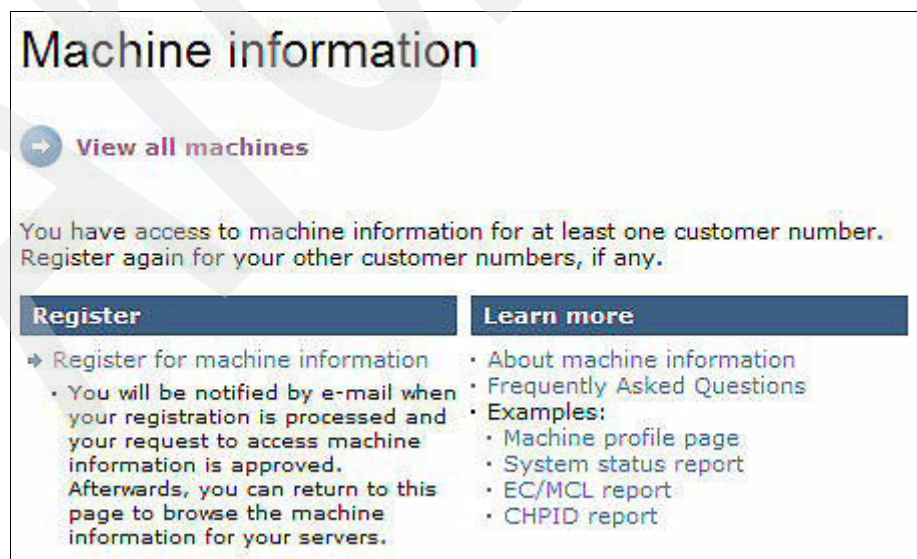 Machine information
View all machines
You have access to machine information for at least one customer number.
Register again for your other customer numbers, if any.
Register
Register for machine information
· You will be notified by e-mail when
your registration is processed and
your request to access machine
information is approved.
Afterwards, you can return to this
page to browse the machine
information for your servers.
Learn more
· About machine information
· Frequently Asked Questions
· Examples:
· Machine profile page
· System status report
· EC/MCL report
· CHPID report